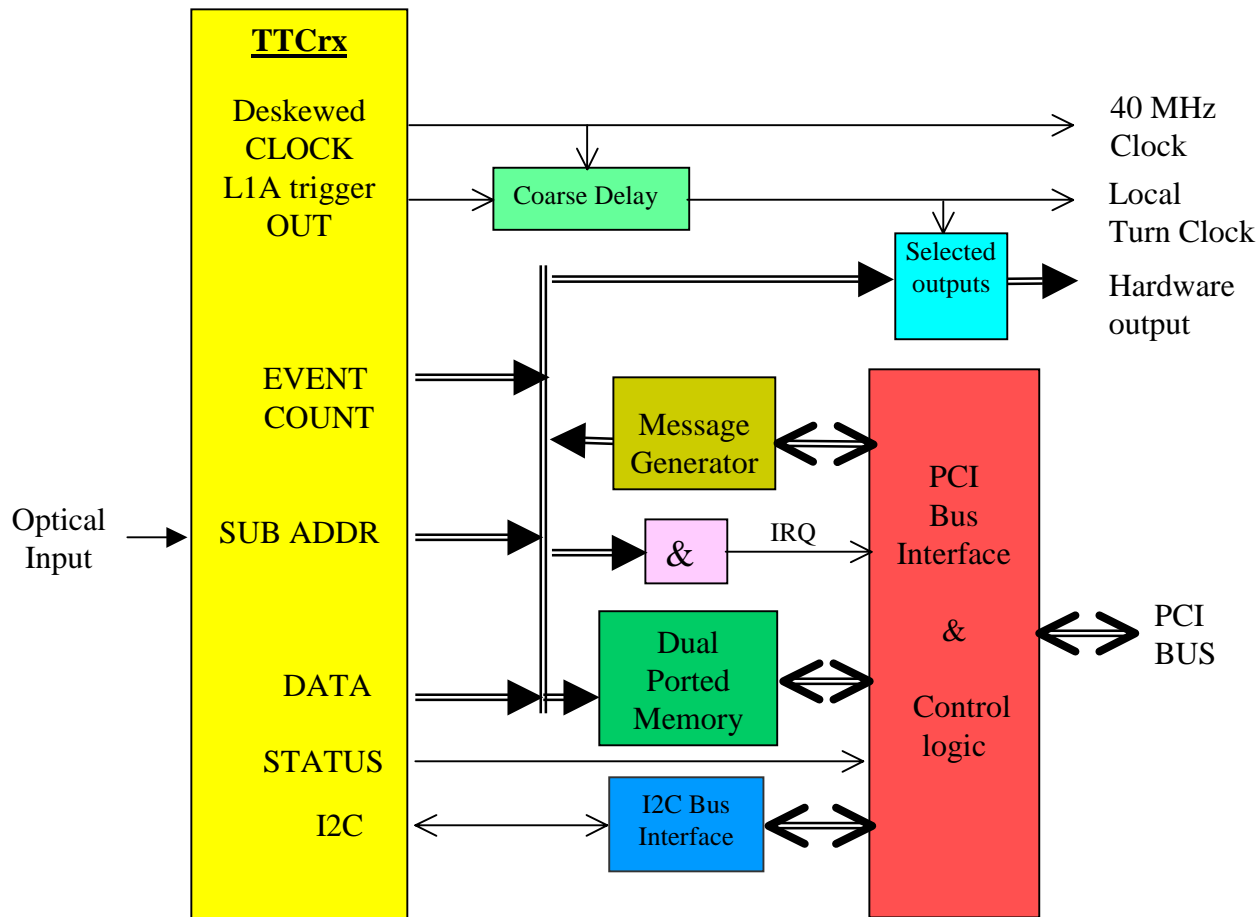 TTCrx
Deskewed
CLOCK
L1A trigger
OUT
EVENT
COUNT
SUB ADDR
DATA
STATUS
I2C
Optical
Input
Coarse Delay
40 MHz
Clock
Local
Turn Clock
Selected
outputs
Hardware
output
Message
Generator
&
IRQ
Dual
Ported
Memory
I2C Bus
Interface
PCI
Bus
Interface
&
Control
logic
PCI
BUS